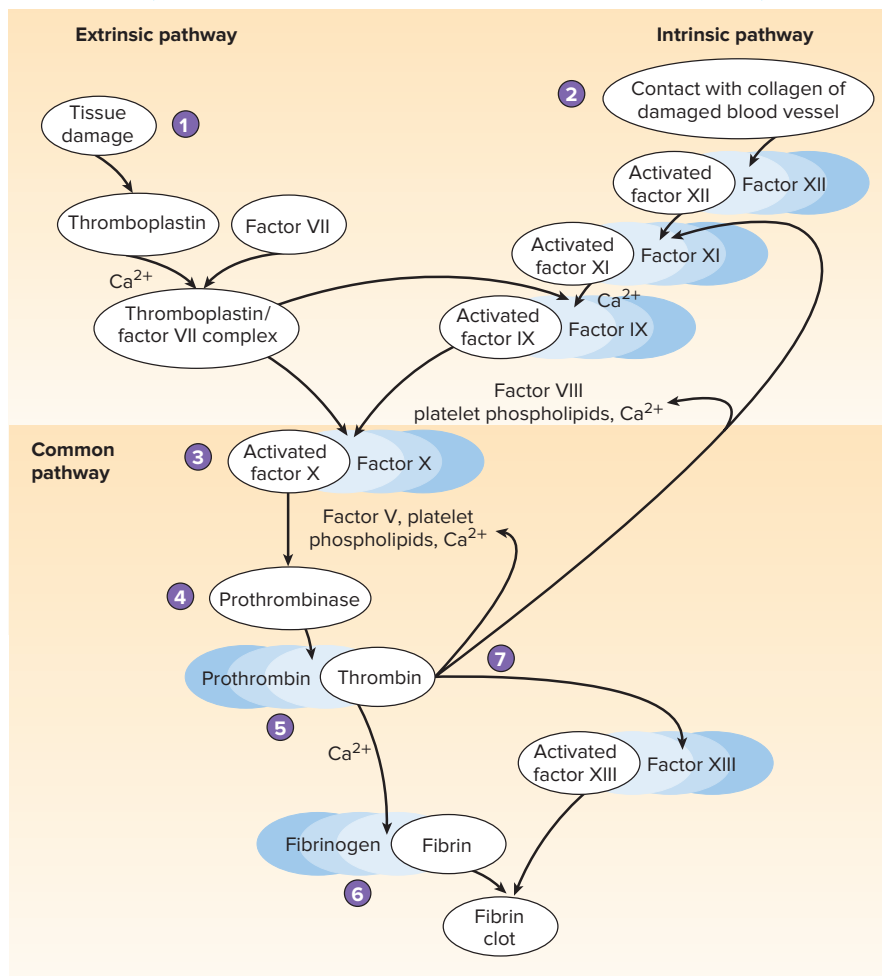 Extrinsic pathway
Intrinsic pathway
1
Tissue
damage
2
Contact with collagen of
damaged blood vessel
Activated
factor XII
Factor XII
Thromboplastin
Factor VII
Activated
factor XI
Factor XI
Ca2+
Ca2+
Thromboplastin/
factor VII complex
Activated
factor IX
Factor IX
Factor VIII
platelet phospholipids, Ca2+
Common
pathway
3
Activated
factor X
Factor X
Factor V, platelet
phospholipids, Ca2+
4
Prothrombinase
7
Prothrombin
Thrombin
5
Ca2+
Activated
factor XIII
Factor XIII
Fibrinogen
Fibrin
6
Fibrin
clot